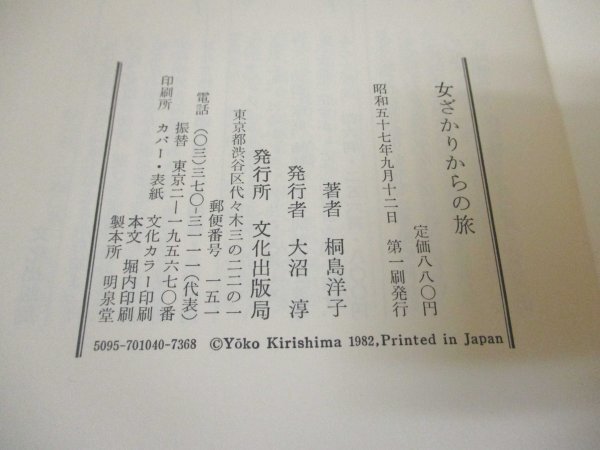 女ざかりからの旅
定価八八〇円
昭和五十七年九月十二日　第一刷発行
著者　桐島洋子
発行者　大沼　淳
発行所　文化出版局
東京都渋谷区代々木三の二二の一
郵便番号　一五一
電話　(〇三)三七〇—三一一一(代表)
振替　東京二—一九五六七〇番
印刷所　カバー・表紙　文化カラー印刷
本文　堀内印刷
製本所　明泉堂
5095-701040-7368　©Yōko Kirishima 1982, Printed in Japan